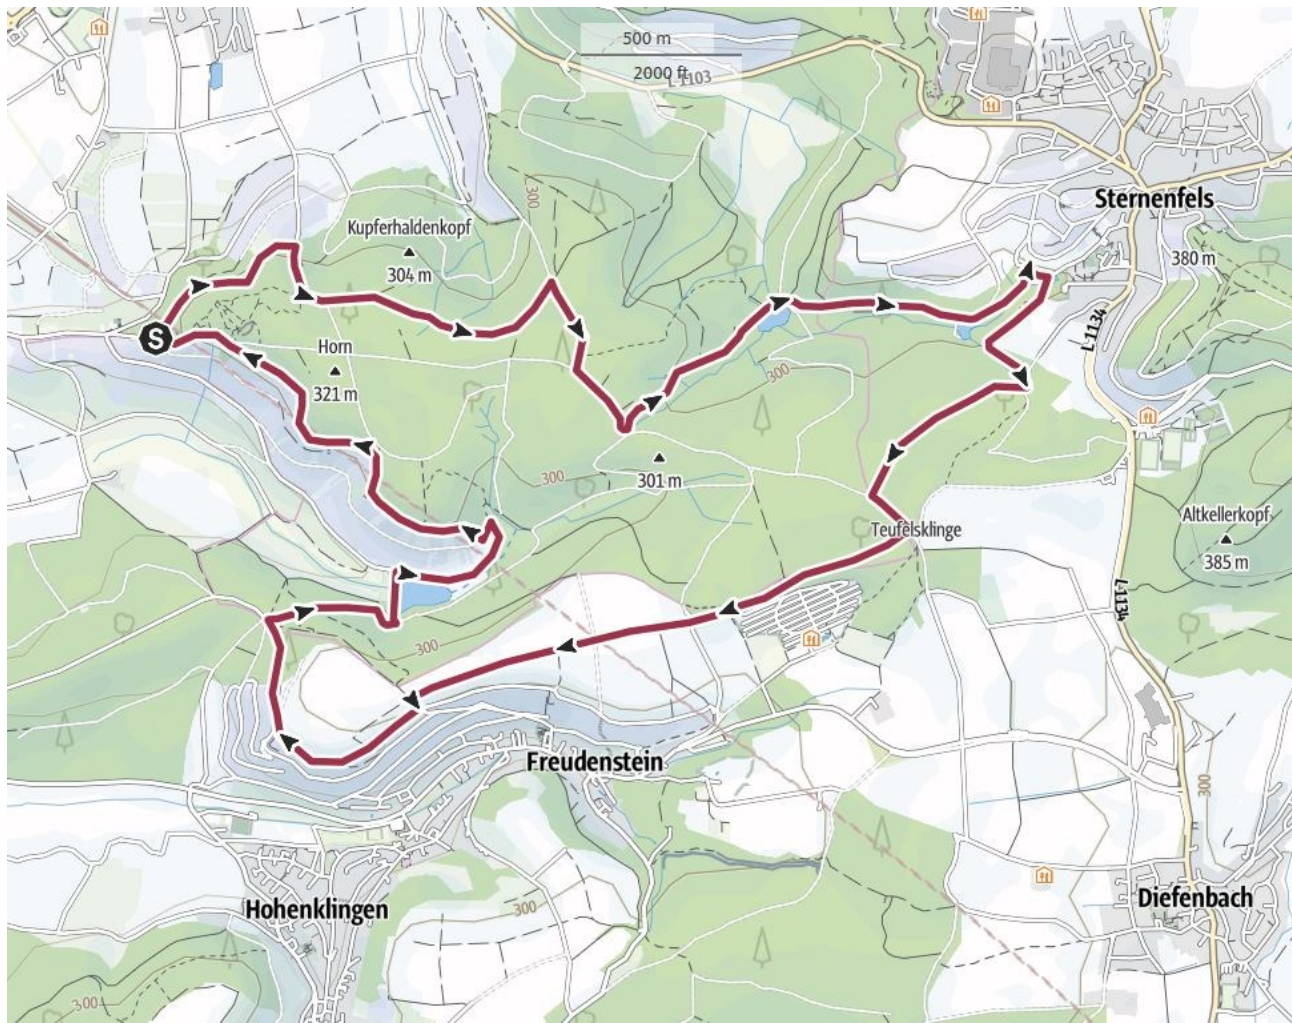 500 m
2000 ft
L 1103
300
Sternenfels
Kupferhaldenkopf
304 m
380 m
S
L 1134
Horn
321 m
300
300
301 m
Teufelsklinge
Altkellerkopf
385 m
L 1134
300
Freudenstein
300
Hohenklingen
300
Diefenbach
300